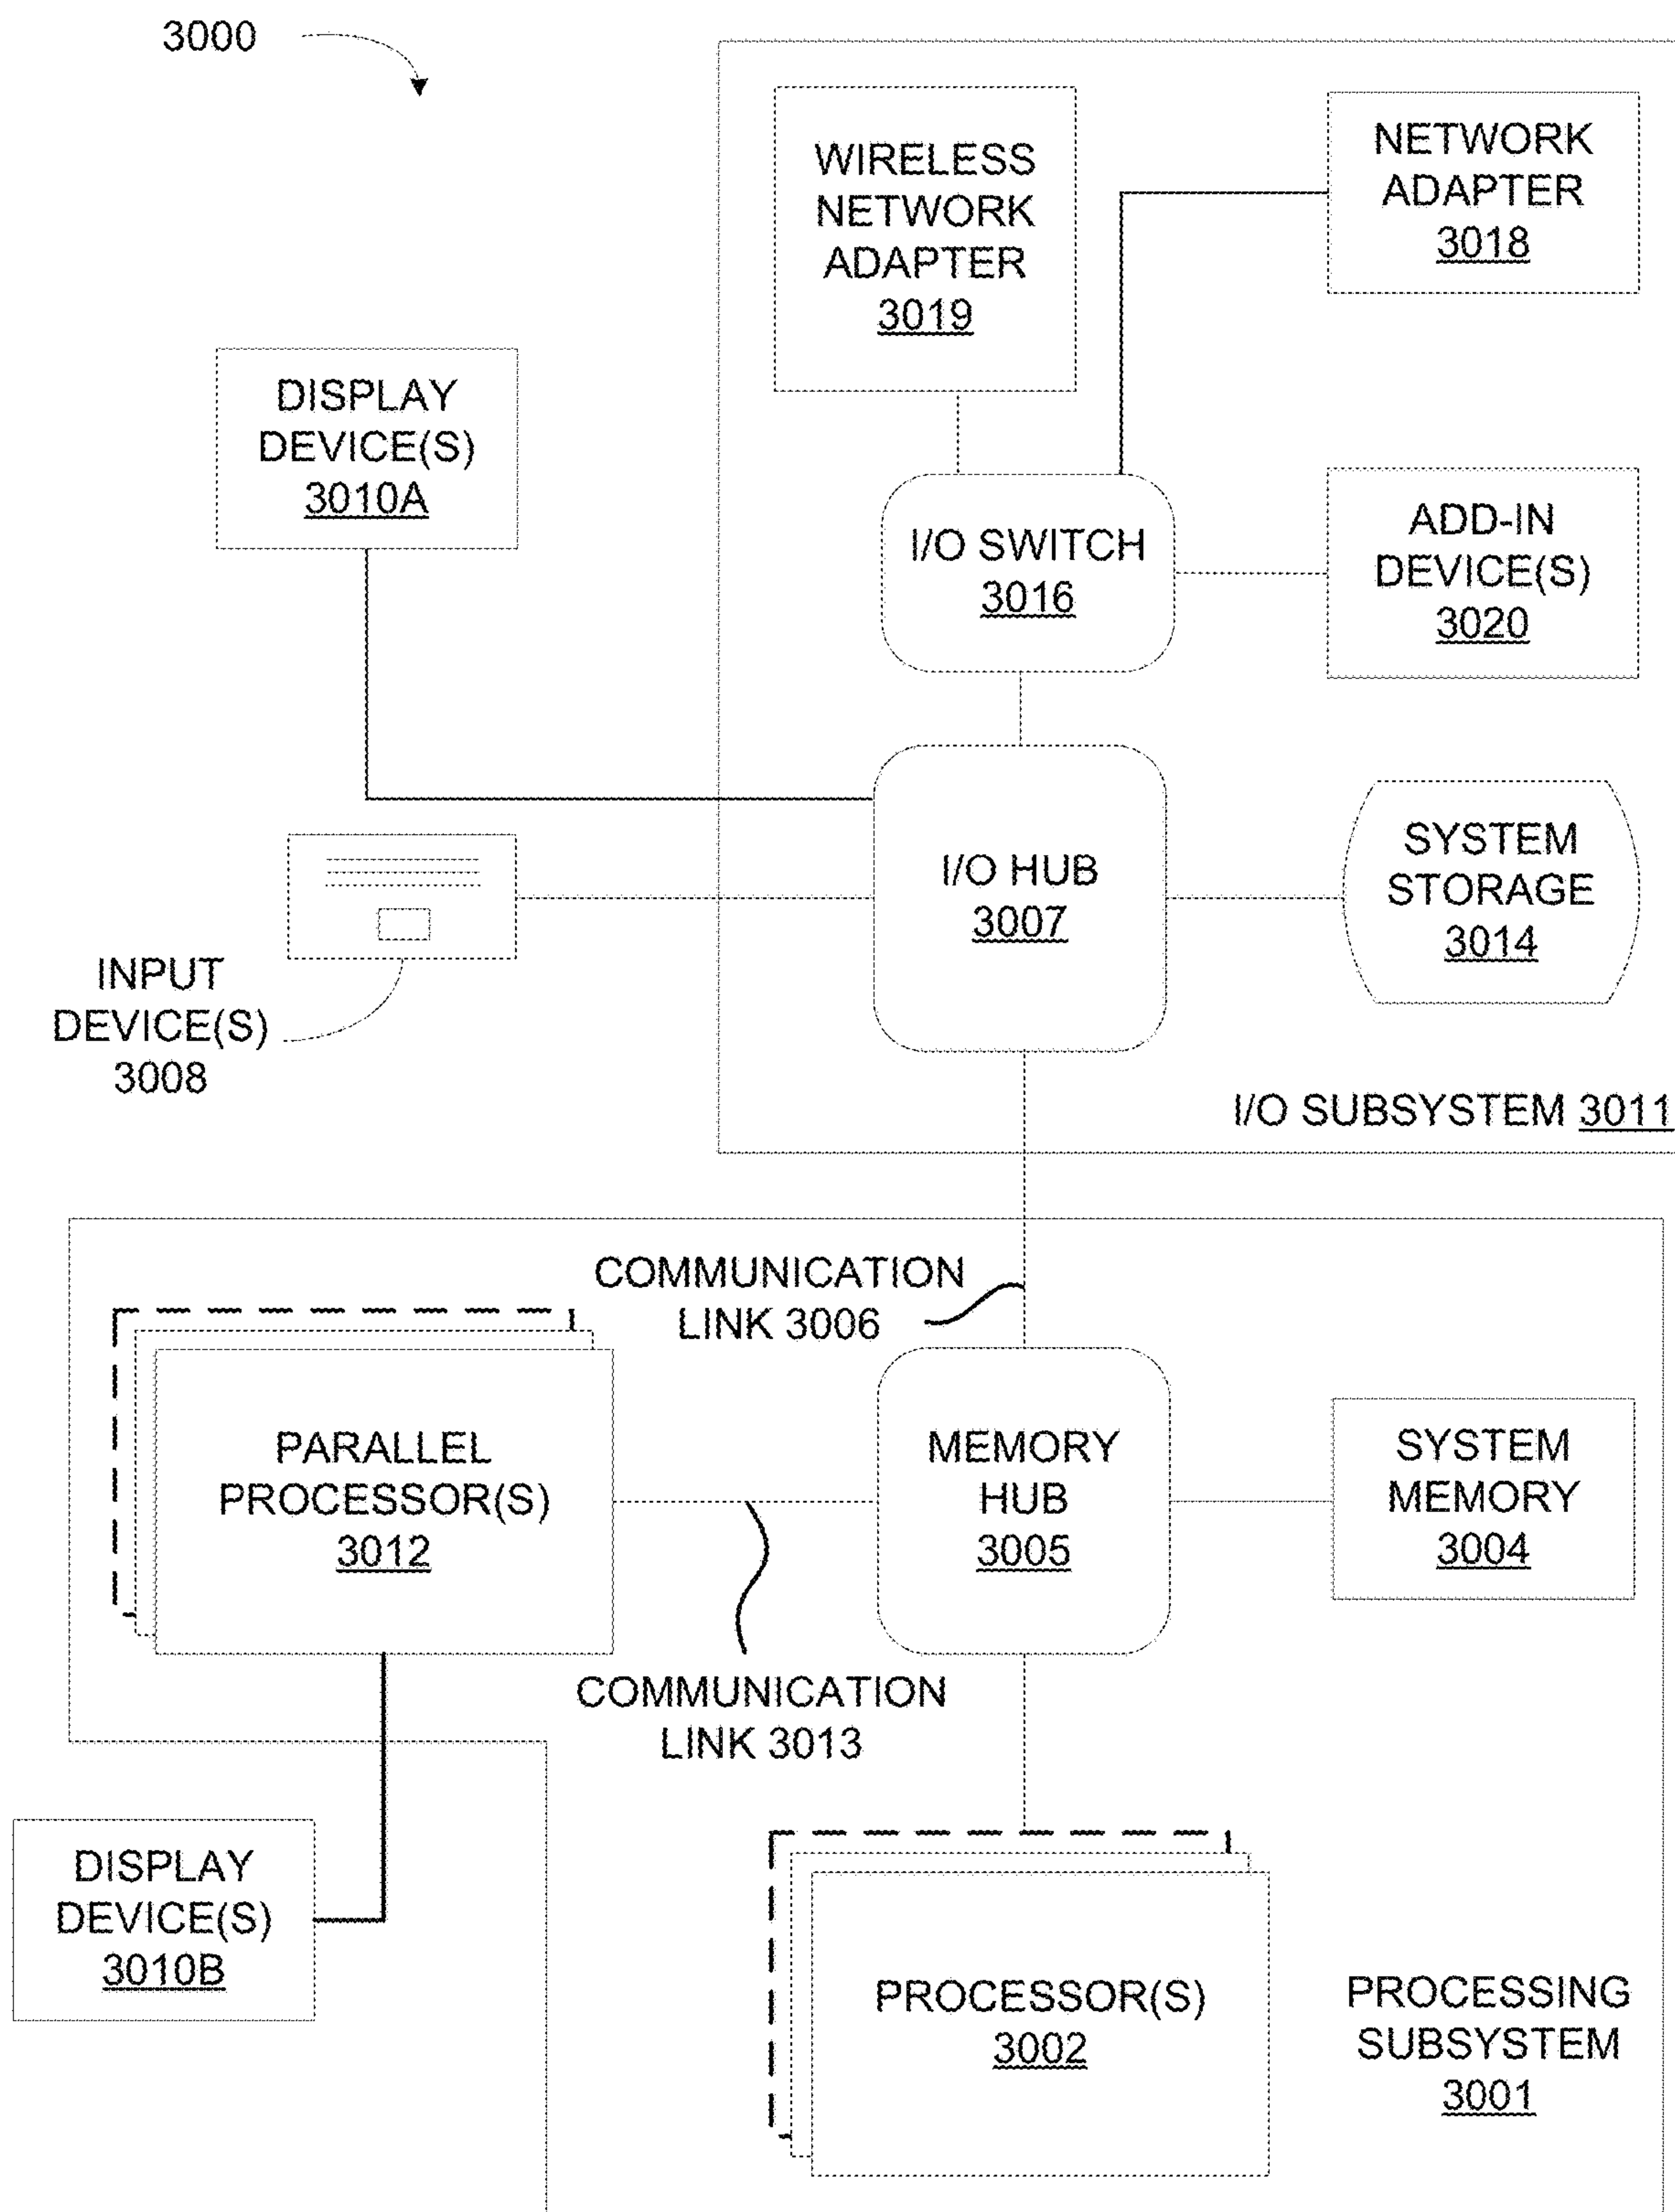 3000
WIRELESS
NETWORK
ADAPTER
3019
NETWORK
ADAPTER
3018
DISPLAY
DEVICE(S)
3010A
I/O SWITCH
3016
ADD-IN
DEVICE(S)
3020
I/O HUB
3007
SYSTEM
STORAGE
3014
INPUT
DEVICE(S)
3008
I/O SUBSYSTEM 3011
COMMUNICATION
LINK 3006
PARALLEL
PROCESSOR(S)
3012
MEMORY
HUB
3005
SYSTEM
MEMORY
3004
COMMUNICATION
LINK 3013
DISPLAY
DEVICE(S)
3010B
PROCESSOR(S)
3002
PROCESSING
SUBSYSTEM
3001